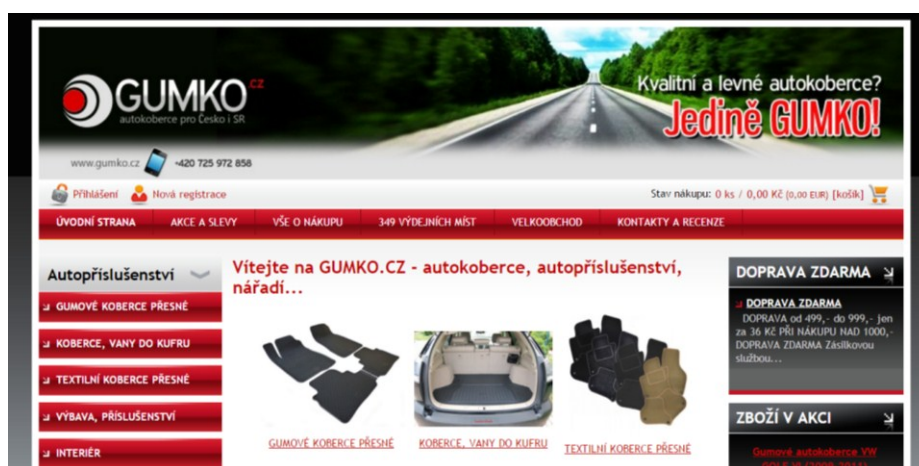 GUMKO.cz
autokoberce pro Česko i SR
Kvalitní a levné autokoberce?
Jedině GUMKO!
www.gumko.cz +420 725 972 858
Přihlášení Nová registrace
Stav nákupu: 0 ks / 0,00 Kč (0,00 EUR) [košík]
ÚVODNÍ STRANA AKCE A SLEVY VŠE O NÁKUPU 349 VÝDEJNÍCH MÍST VELKOOBCHOD KONTAKTY A RECENZE
Autopříslušenství
GUMOVÉ KOBERCE PŘESNÉ
KOBERCE, VANY DO KUFRU
TEXTILNÍ KOBERCE PŘESNÉ
VÝBAVA, PŘÍSLUŠENSTVÍ
INTERIÉR
Vítejte na GUMKO.CZ - autokoberce, autopříslušenství,
nářadí...
GUMOVÉ KOBERCE PŘESNÉ
KOBERCE, VANY DO KUFRU
TEXTILNÍ KOBERCE PŘESNÉ
DOPRAVA ZDARMA
DOPRAVA ZDARMA
DOPRAVA od 499,- do 999,- jen
za 36 Kč PŘI NÁKUPU NAD 1000,-
DOPRAVA ZDARMA Zásilkovou
službou...
ZBOŽÍ V AKCI
Gumové autokoberce VW